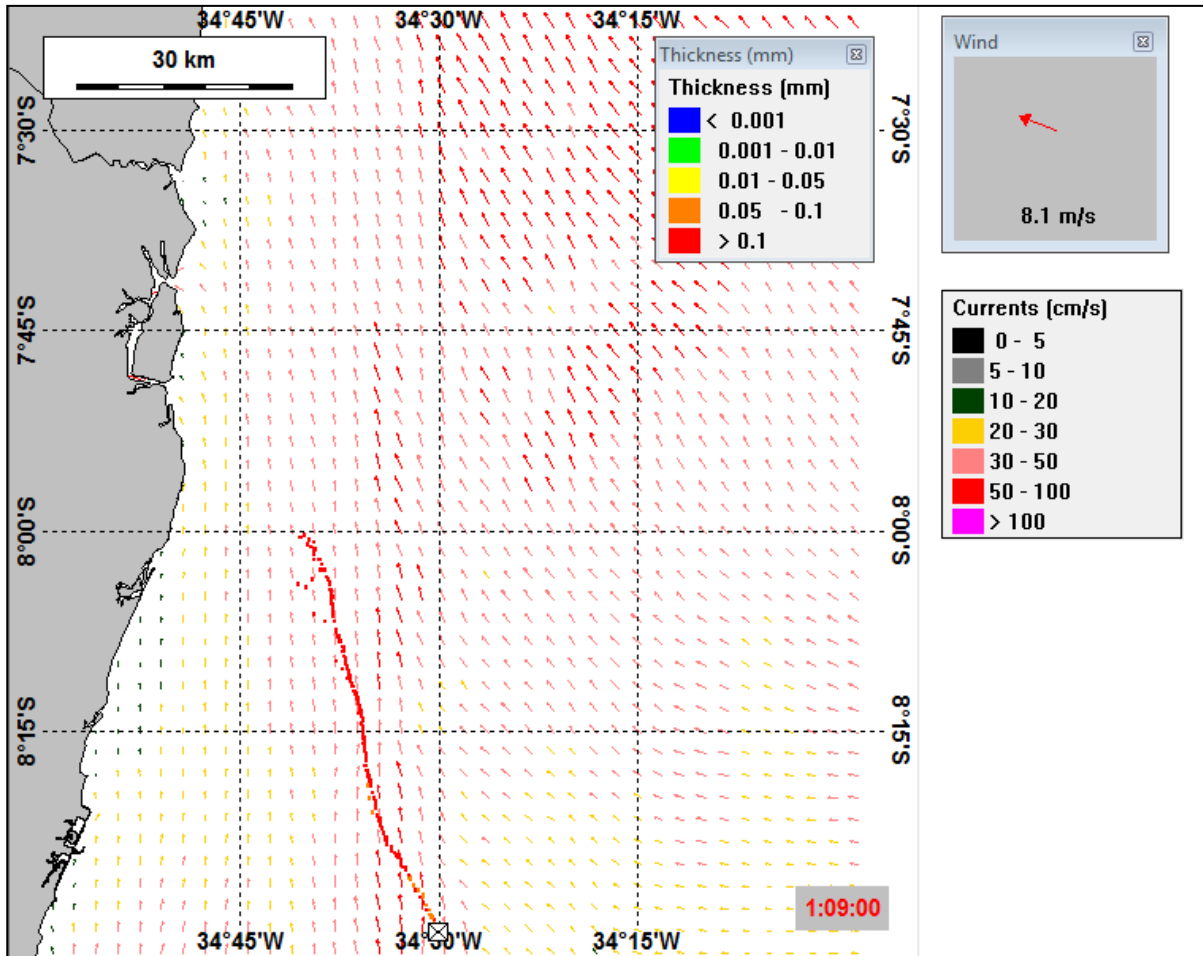 34°45'W 34°30'W 34°15'W
30 km
Thickness (mm)
Thickness (mm)
< 0.001
0.001 - 0.01
0.01 - 0.05
0.05 - 0.1
> 0.1
Wind
8.1 m/s
7°30'S 7°30'S
7°45'S 7°45'S
Currents (cm/s)
0 - 5
5 - 10
10 - 20
20 - 30
30 - 50
50 - 100
> 100
8°00'S 8°00'S
8°15'S 8°15'S
1:09:00
34°45'W 34°30'W 34°15'W